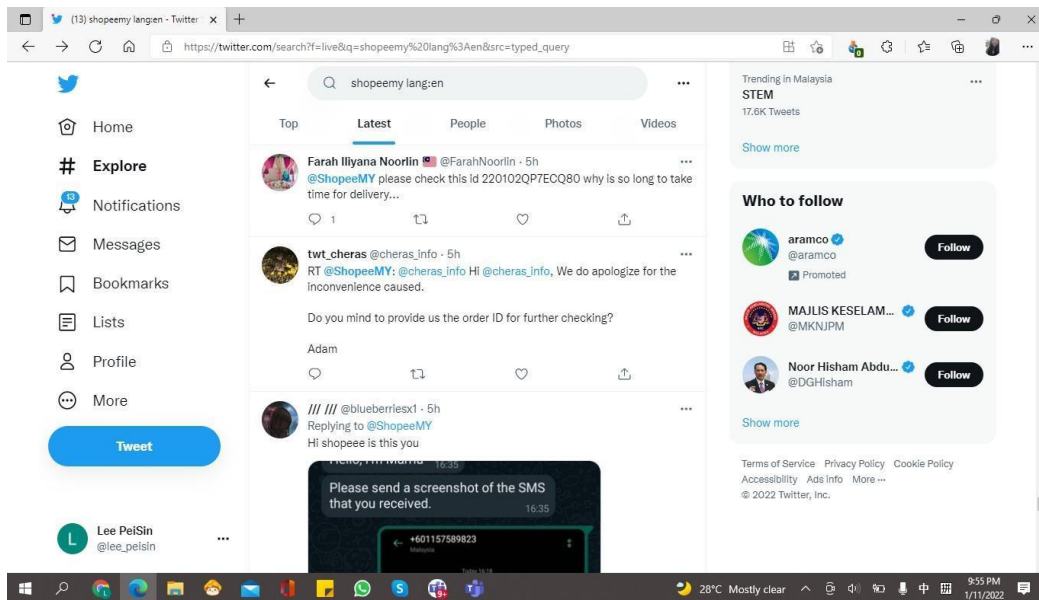 (13) shopeemy lang:en - Twitter
https://twitter.com/search?f=live&q=shopeemy%20lang%3Aen&src=typed_query
Home
Explore
13
Notifications
Messages
Bookmarks
Lists
Profile
More
Tweet
L
Lee PeiSin
@lee_peisin
shopeemy lang:en
Top Latest People Photos Videos
Farah Iliyana Noorlin @FarahNoorlin · 5h
@ShopeeMY please check this id 220102QP7ECQ80 why is so long to take
time for delivery...
1
twt_cheras @cheras_info · 5h
RT @ShopeeMY: @cheras_info Hi @cheras_info, We do apologize for the
inconvenience caused.
Do you mind to provide us the order ID for further checking?
Adam
/// /// @blueberriesx1 · 5h
Replying to @ShopeeMY
Hi shopeee is this you
16:35
Please send a screenshot of the SMS
that you received.
16:35
+601157589823
Malaysia
Today 16:18
Trending in Malaysia
STEM
17.6K Tweets
Show more
Who to follow
aramco
@aramco
Promoted
Follow
MAJLIS KESELAM...
@MKNJPM
Follow
Noor Hisham Abdu...
@DGHisham
Follow
Show more
Terms of Service Privacy Policy Cookie Policy
Accessibility Ads info More ...
© 2022 Twitter, Inc.
28°C Mostly clear
中
9:55 PM
1/11/2022